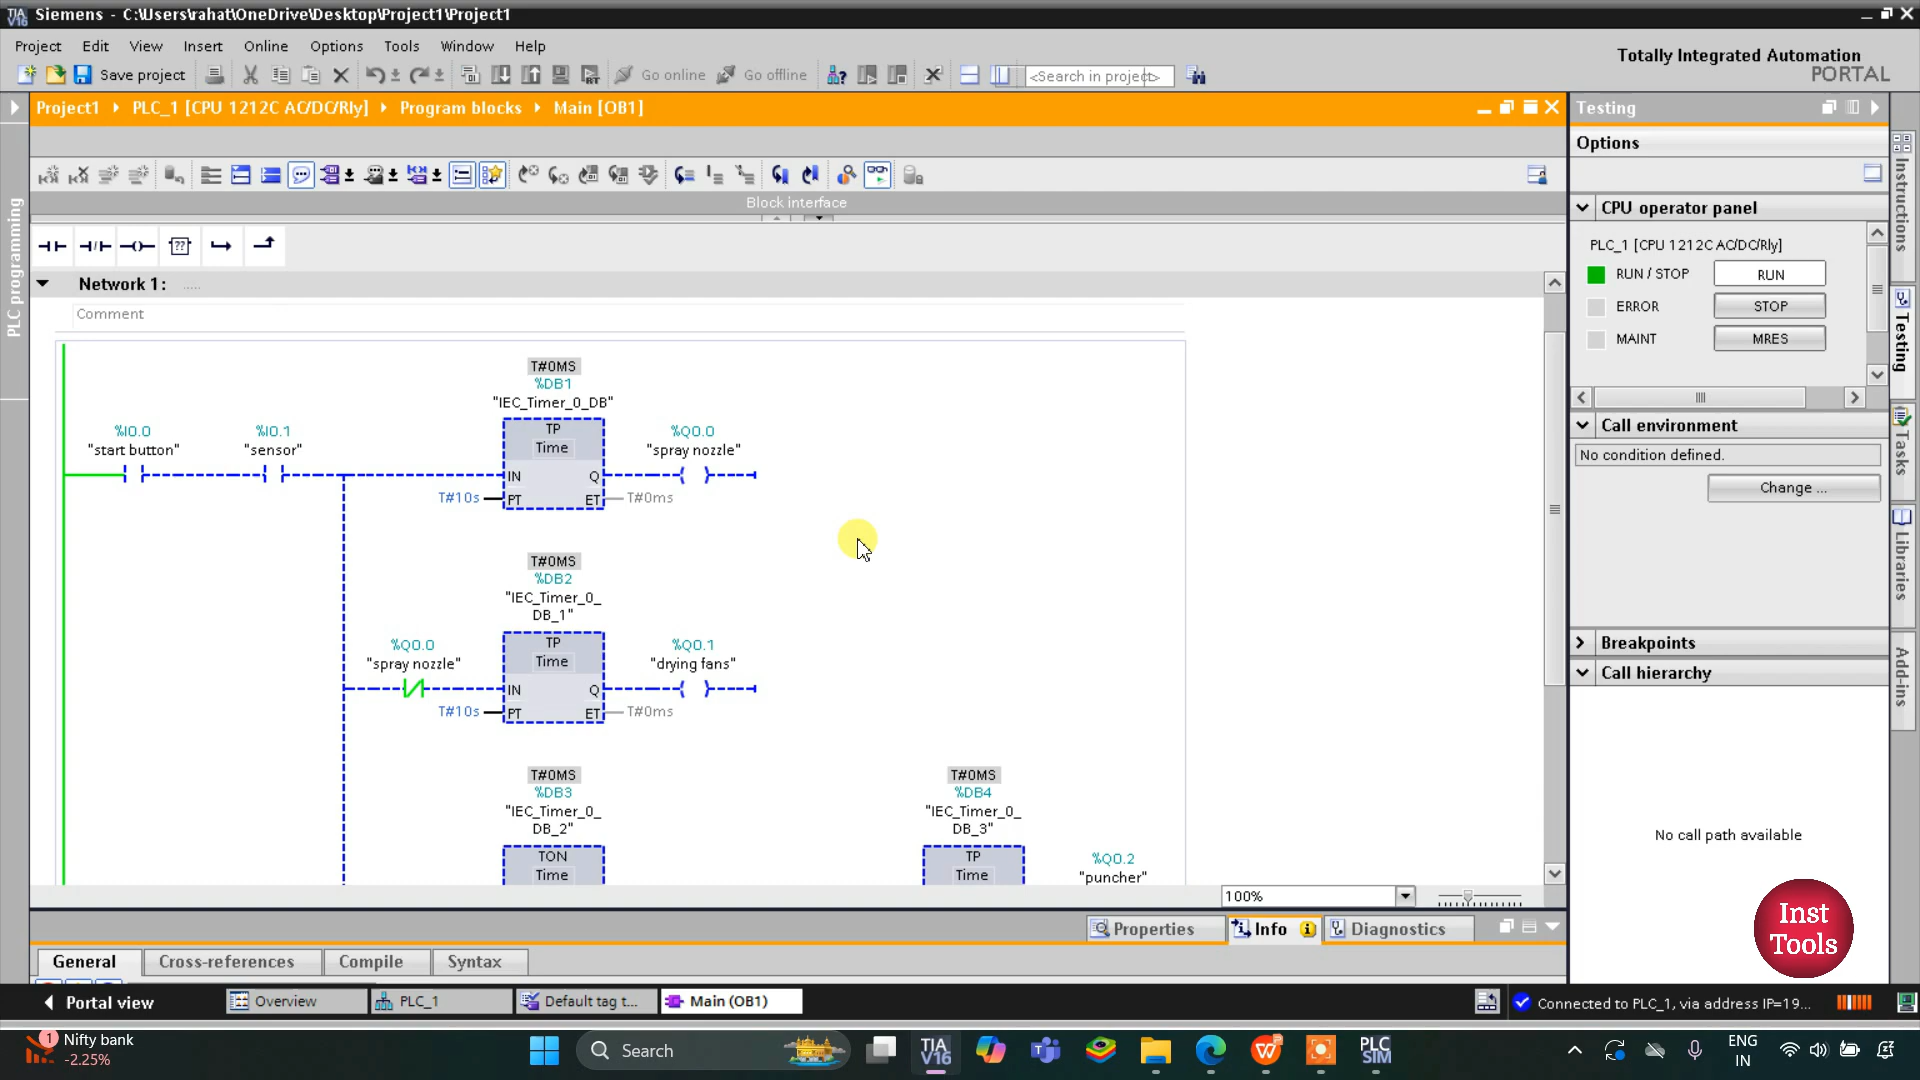 Siemens - C:\Users\rahat\OneDrive\Desktop\Project1\Project1
Project Edit View Insert Online Options Tools Window Help
Totally Integrated Automation
PORTAL
Save project
Go online
Go offline
<Search in project>
Project1 PLC_1 [CPU 1212C AC/DC/Rly] Program blocks Main [OB1]
Testing
Options
Block interface
CPU operator panel
PLC_1 [CPU 1212C AC/DC/Rly]
RUN / STOP RUN
ERROR STOP
MAINT MRES
Call environment
No condition defined.
Change ...
Breakpoints
Call hierarchy
No call path available
PLC programming
Instructions
Testing
Tasks
Libraries
Add-ins
??
Network 1: .....
Comment
T#0MS
%DB1
"IEC_Timer_0_DB"
TP
Time
%I0.0
"start button"
%I0.1
"sensor"
%Q0.0
"spray nozzle"
IN Q
T#10s PT ET T#0ms
T#0MS
%DB2
"IEC_Timer_0_
DB_1"
TP
Time
%Q0.0
"spray nozzle"
%Q0.1
"drying fans"
IN Q
T#10s PT ET T#0ms
T#0MS
%DB3
"IEC_Timer_0_
DB_2"
TON
Time
T#0MS
%DB4
"IEC_Timer_0_
DB_3"
TP
Time
%Q0.2
"puncher"
100%
Properties Info Diagnostics
General Cross-references Compile Syntax
Inst
Tools
Portal view Overview PLC_1 Default tag t... Main (OB1) Connected to PLC_1, via address IP=19...
1
Nifty bank
-2.25%
Search
TIA
V16
PLC
SIM
ENG
IN